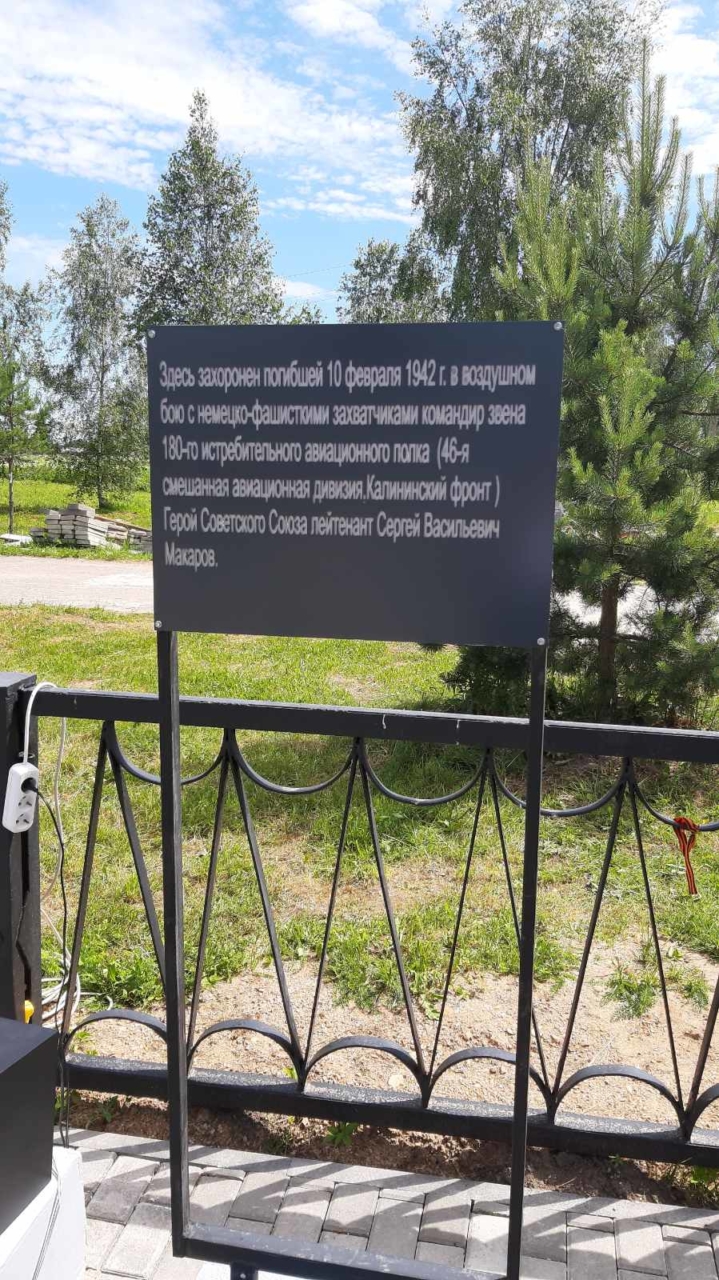 Здесь захоронен погибшей 10 февраля 1942 г. в воздушном
бою с немецко-фашисткими захватчиками командир звена
180-го истребительного авиационного полка (46-я
смешанная авиационная дивизия,Калининский фронт )
Герой Советского Союза лейтенант Сергей Васильевич
Макаров.